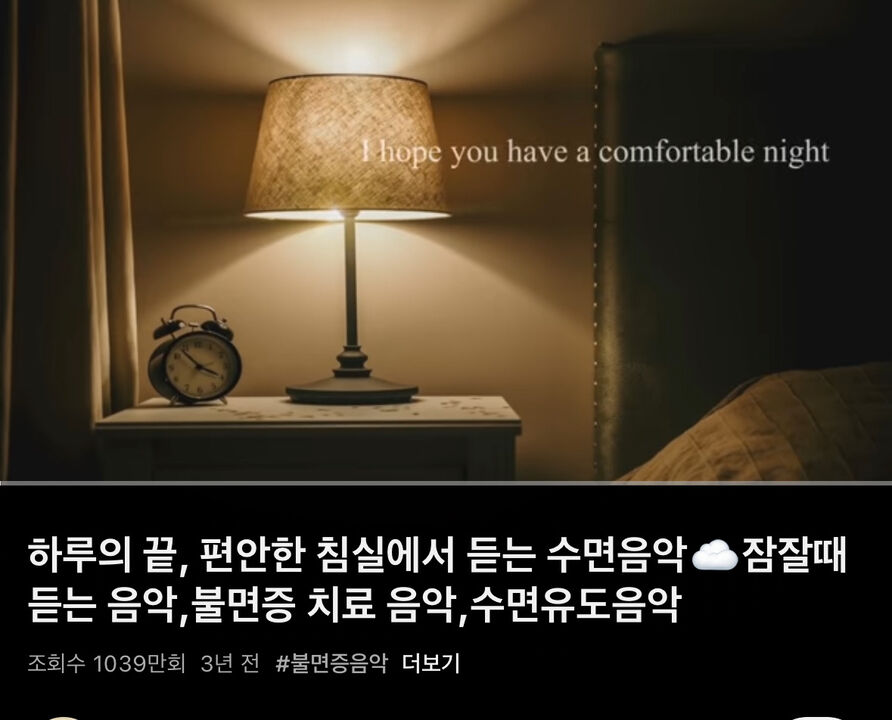 I hope you have a comfortable night
하루의 끝, 편안한 침실에서 듣는 수면음악☁️잠잘때
듣는 음악,불면증 치료 음악,수면유도음악
조회수 1039만회 3년 전 #불면증음악 더보기